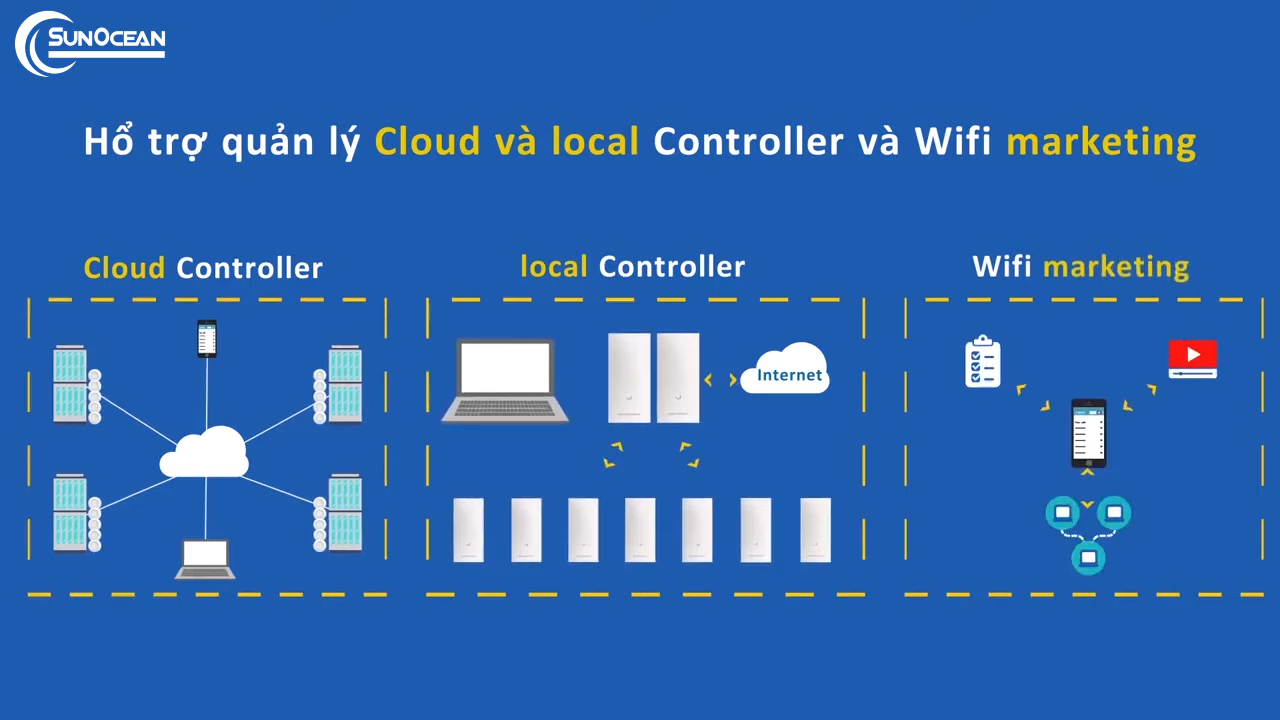 SUNOCEAN
Hổ trợ quản lý Cloud và local Controller và Wifi marketing
Cloud Controller
local Controller
Wifi marketing
Internet